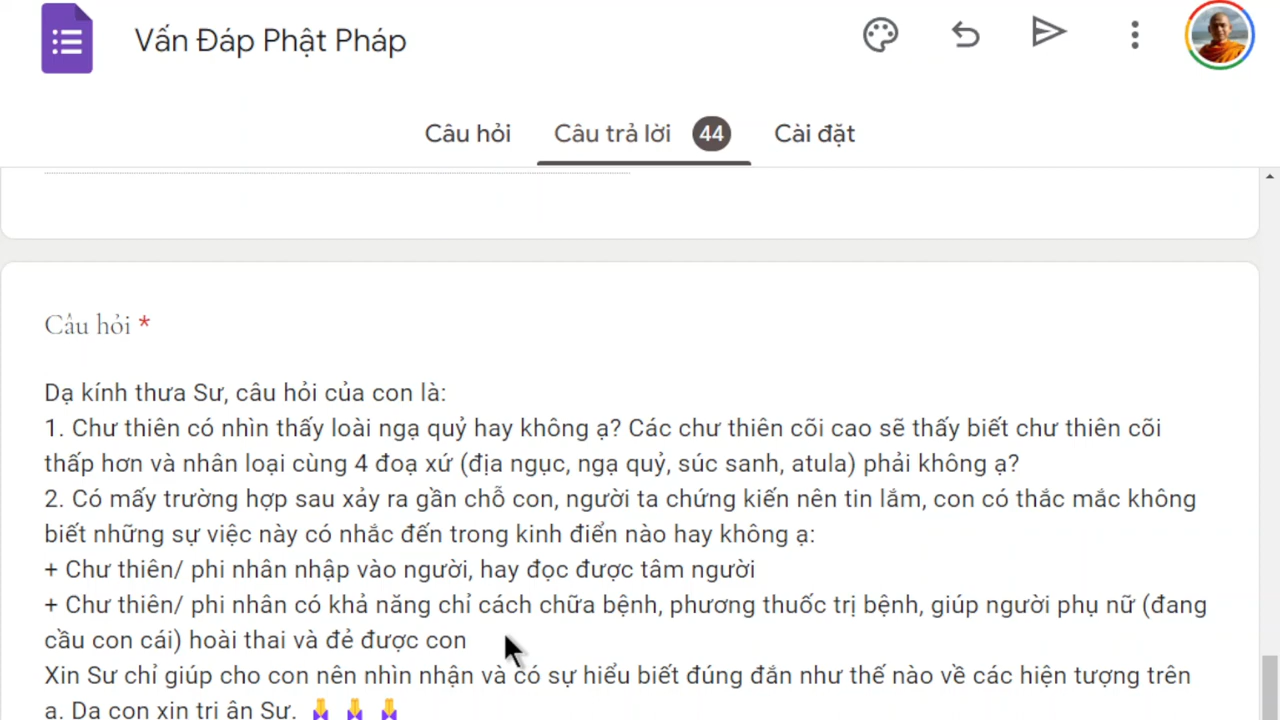 Vấn Đáp Phật Pháp
Câu hỏi
Câu trả lời 44
Cài đặt
Câu hỏi *
Dạ kính thưa Sư, câu hỏi của con là:
1. Chư thiên có nhìn thấy loài ngạ quỷ hay không ạ? Các chư thiên cõi cao sẽ thấy biết chư thiên cõi
thấp hơn và nhân loại cùng 4 đoạ xứ (địa ngục, ngạ quỷ, súc sanh, atula) phải không ạ?
2. Có mấy trường hợp sau xảy ra gần chỗ con, người ta chứng kiến nên tin lắm, con có thắc mắc không
biết những sự việc này có nhắc đến trong kinh điển nào hay không ạ:
+ Chư thiên/ phi nhân nhập vào người, hay đọc được tâm người
+ Chư thiên/ phi nhân có khả năng chỉ cách chữa bệnh, phương thuốc trị bệnh, giúp người phụ nữ (đang
cầu con cái) hoài thai và đẻ được con
Xin Sư chỉ giúp cho con nên nhìn nhận và có sự hiểu biết đúng đắn như thế nào về các hiện tượng trên
ạ. Dạ con xin tri ân Sư.